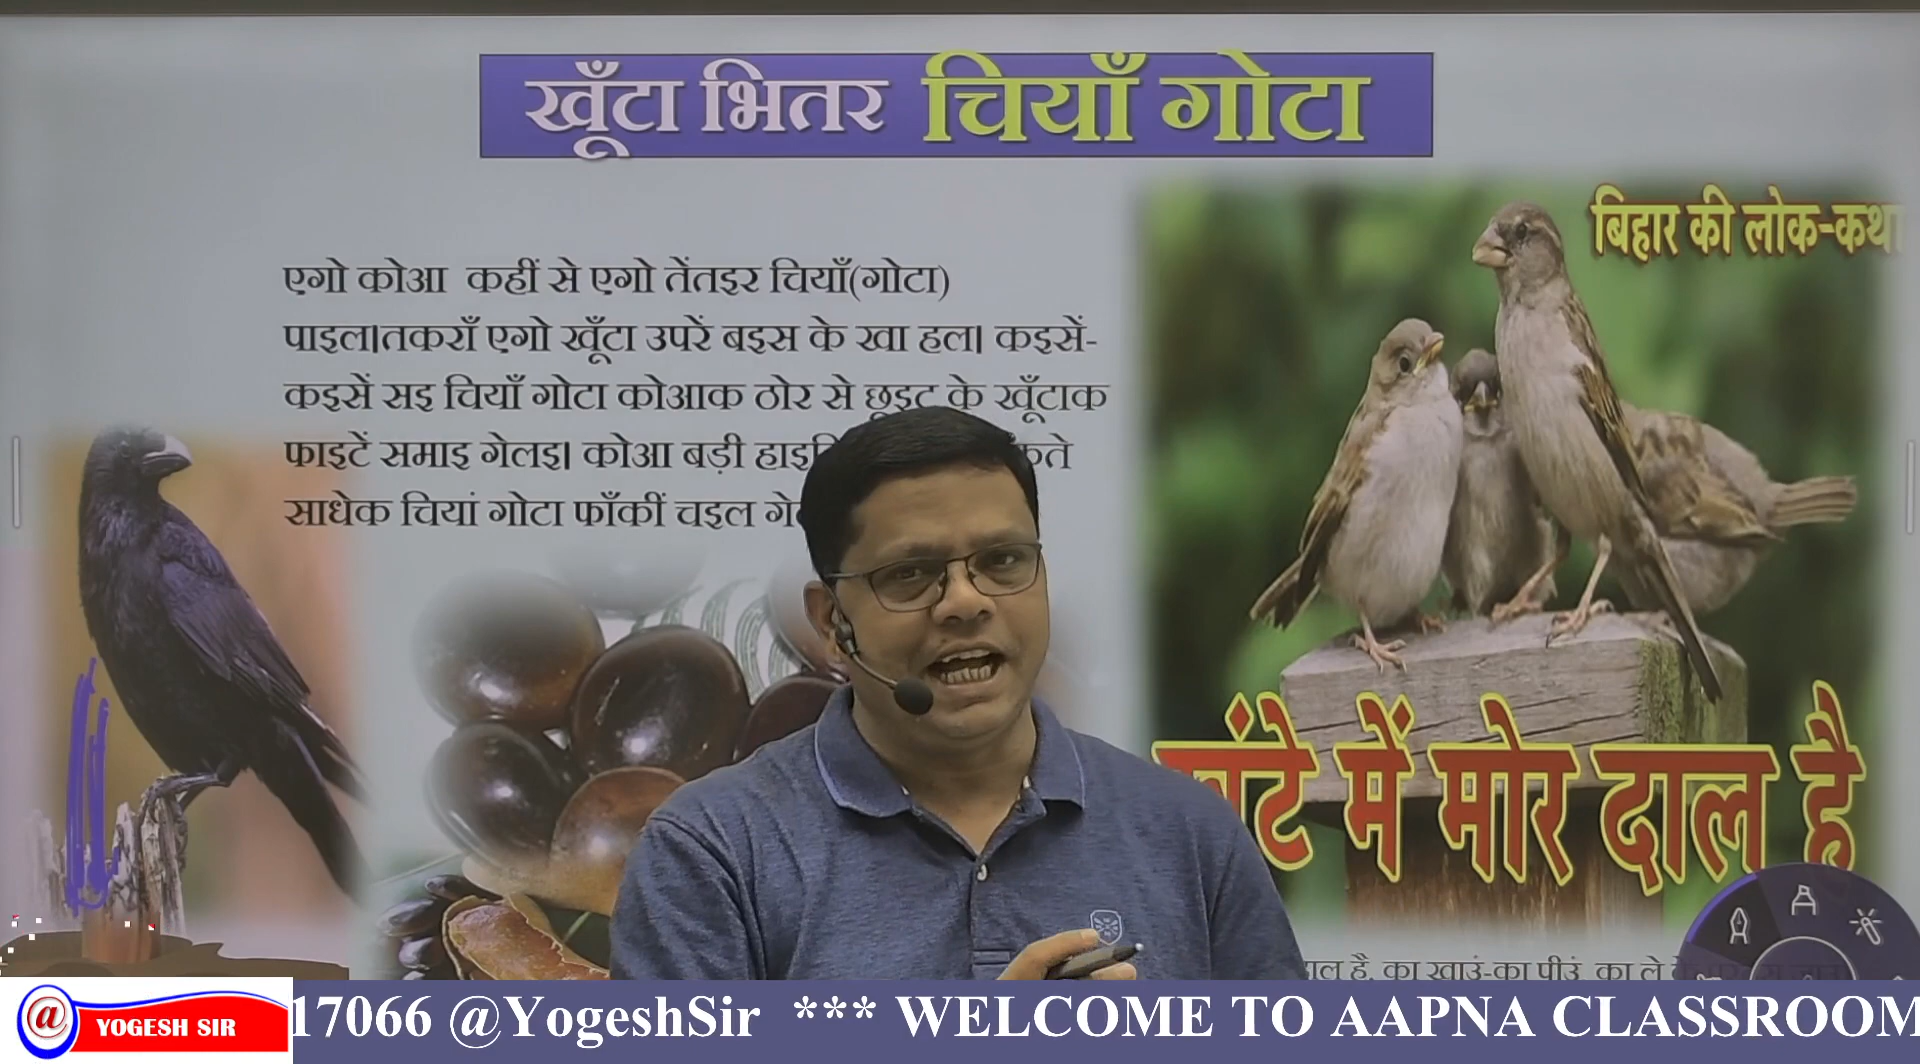 खूँटा भितर चियाँ गोटा
बिहार की लोक-कथा
एगो कोआ कहीं से एगो तेंतइर चियाँ(गोटा)
पाइल।तकराँ एगो खूँटा उपरें बइस के खा हल। कइसें-
कइसें सइ चियाँ गोटा कोआक ठोर से छूइट के खूँटाक
फाइटें समाइ गेलइ। कोआ बड़ी
साधेक चियां गोटा फाँकीं चइल
में मोर दाल है
का खाउं-का पीउं
@ YOGESH SIR
17066 @YogeshSir *** WELCOME TO AAPNA CLASSROOM